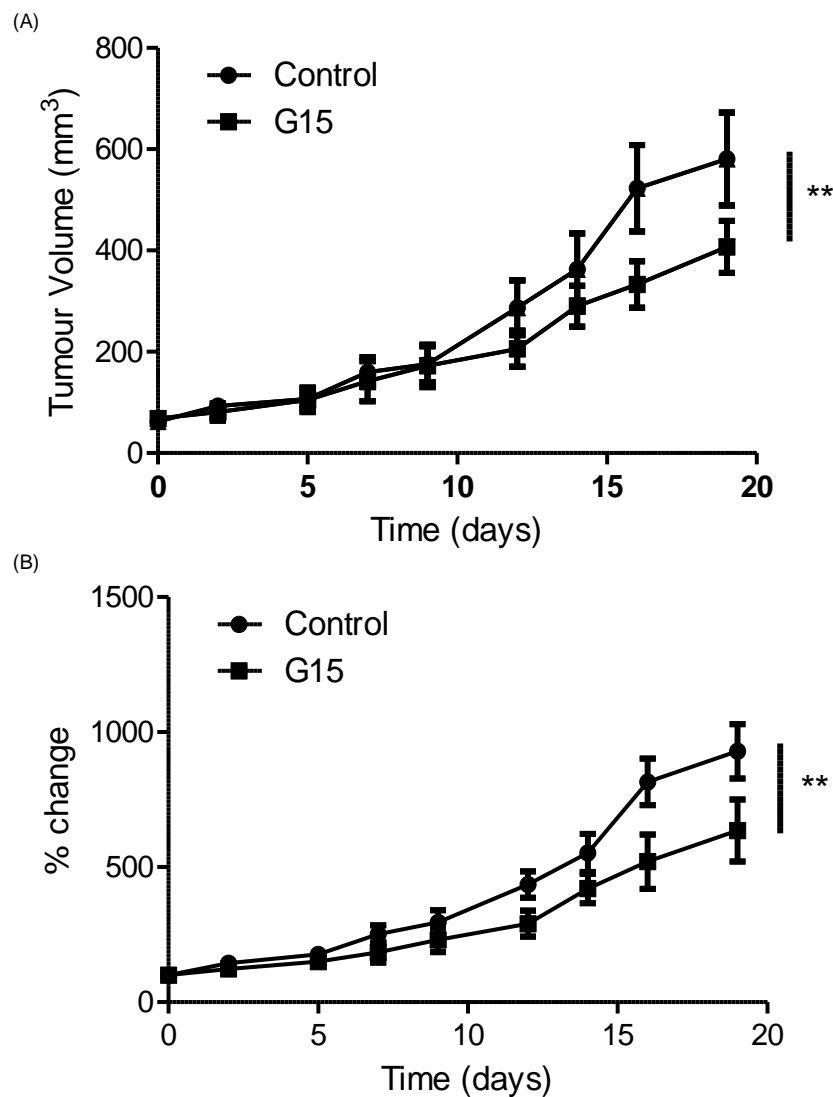 (A)
800
600
400
200
0
Tumour Volume (mm³)
Control
G15
**
0 5 10 15 20
Time (days)
(B)
1500
1000
500
0
% change
Control
G15
**
0 5 10 15 20
Time (days)